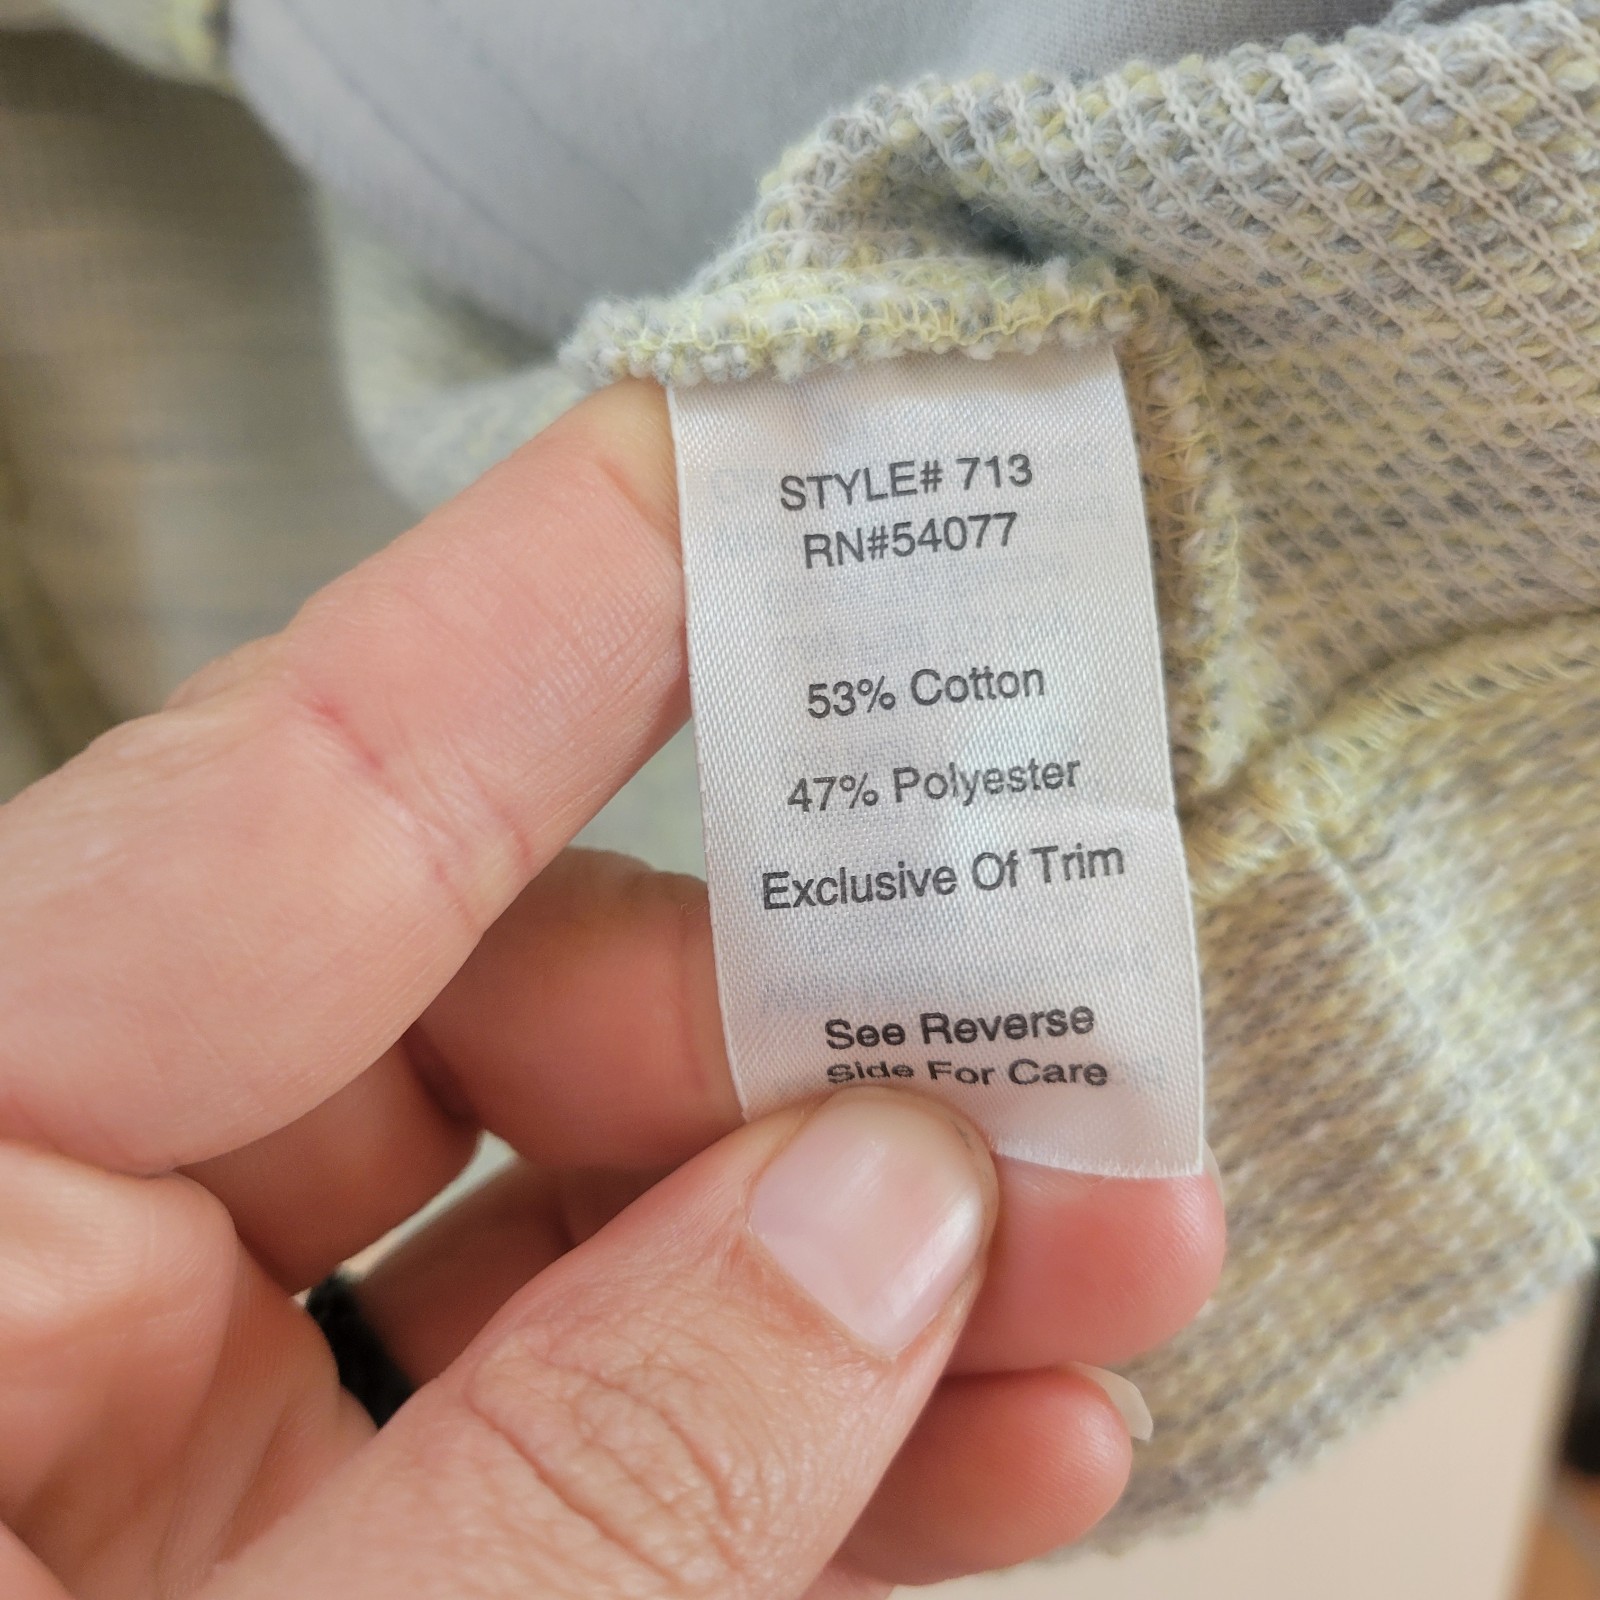 STYLE# 713
RN#54077
53% Cotton
47% Polyester
Exclusive Of Trim
See Reverse
Side For Care